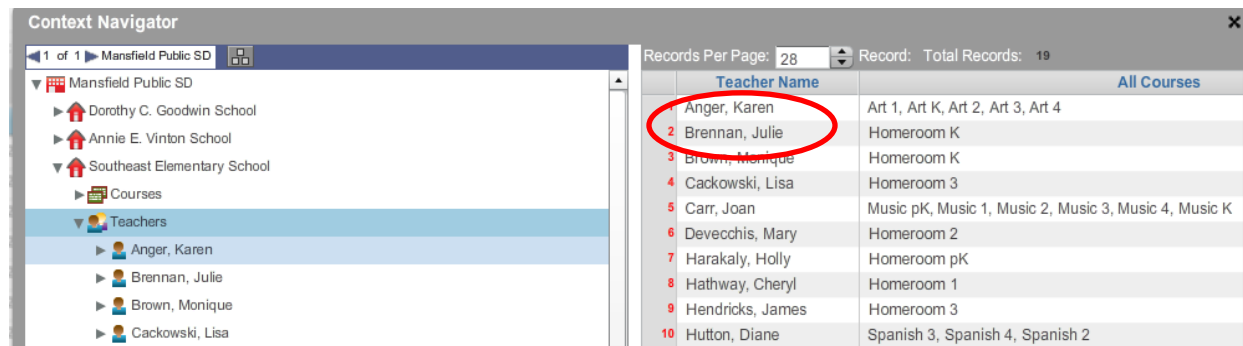 Context Navigator
×
1 of 1 Mansfield Public SD
Mansfield Public SD
Dorothy C. Goodwin School
Annie E. Vinton School
Southeast Elementary School
Courses
Teachers
Anger, Karen
Brennan, Julie
Brown, Monique
Cackowski, Lisa
Records Per Page: 28 Record: Total Records: 19
Teacher Name All Courses
1 Anger, Karen Art 1, Art K, Art 2, Art 3, Art 4
2 Brennan, Julie Homeroom K
3 Brown, Monique Homeroom K
4 Cackowski, Lisa Homeroom 3
5 Carr, Joan Music pK, Music 1, Music 2, Music 3, Music 4, Music K
6 Devecchis, Mary Homeroom 2
7 Harakaly, Holly Homeroom pK
8 Hathway, Cheryl Homeroom 1
9 Hendricks, James Homeroom 3
10 Hutton, Diane Spanish 3, Spanish 4, Spanish 2